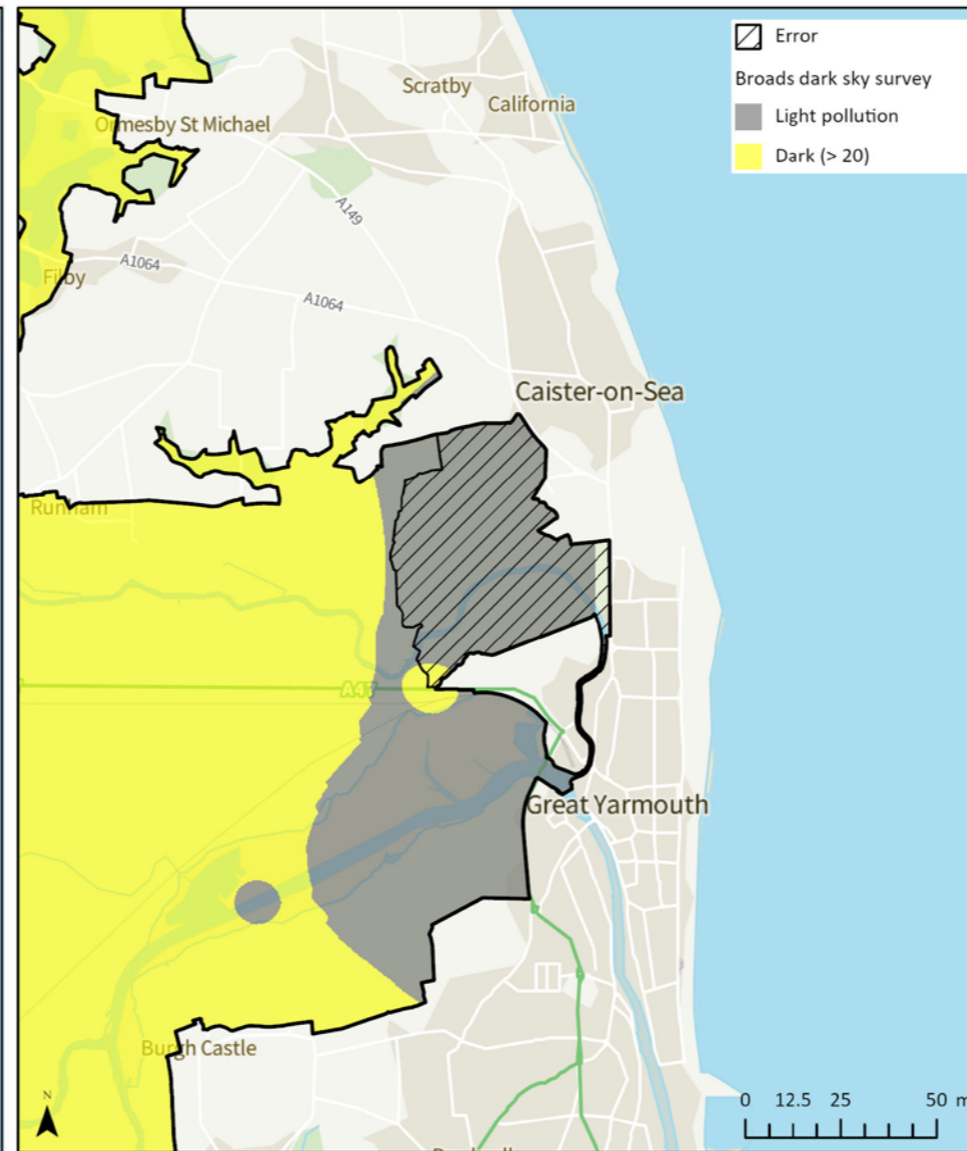 Error
Broads dark sky survey
Light pollution
Dark (> 20)
Scratby
California
Ormesby St Michael
A149
A1064
Filby
A1064
Caister-on-Sea
Runham
A47
Great Yarmouth
Burgh Castle
N
0 12.5 25 50 m